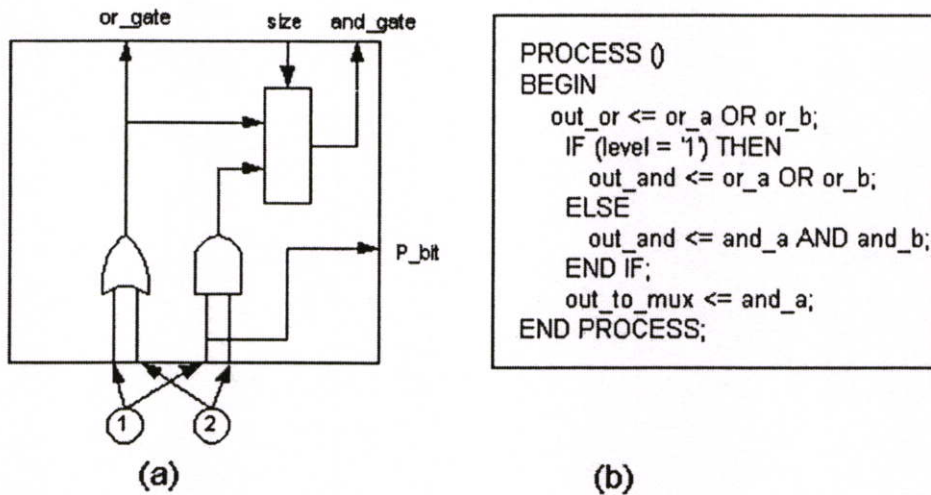 or_gate size and_gate
P_bit
1 2
(a)
PROCESS ()
BEGIN
out_or <= or_a OR or_b;
IF (level = '1') THEN
out_and <= or_a OR or_b;
ELSE
out_and <= and_a AND and_b;
END IF;
out_to_mux <= and_a;
END PROCESS;
(b)